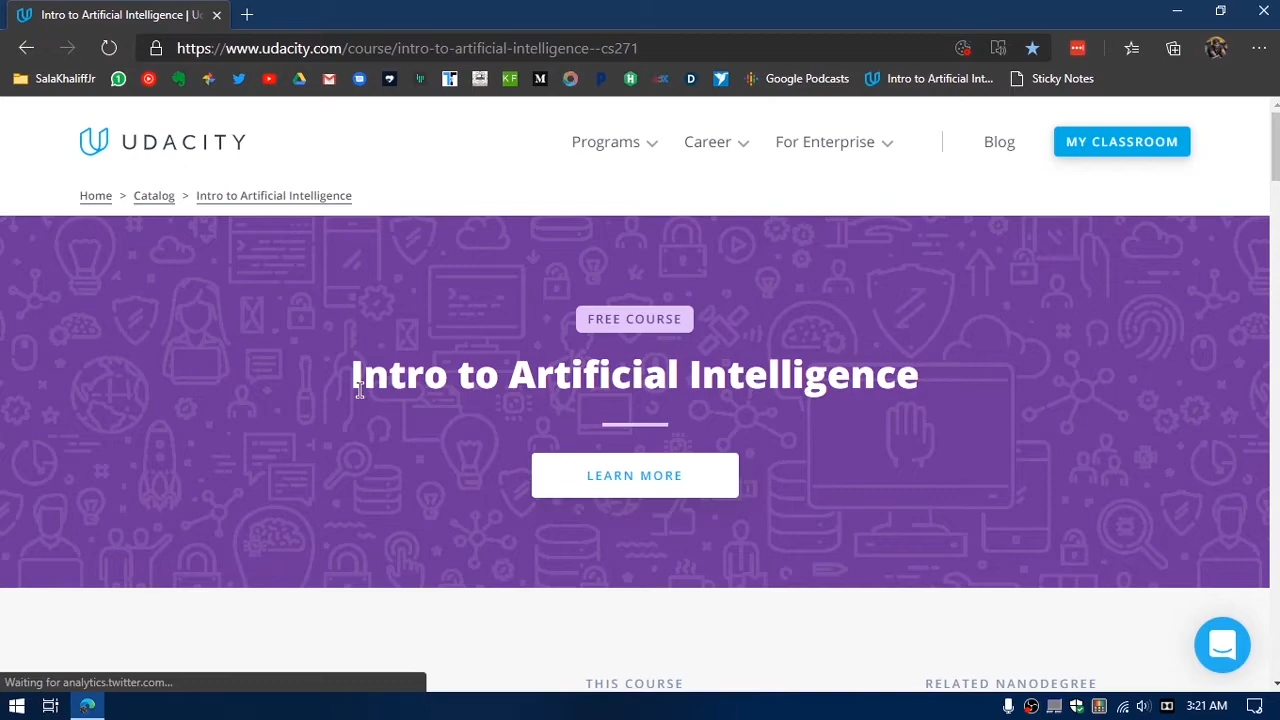 Intro to Artificial Intelligence | Uc
https://www.udacity.com/course/intro-to-artificial-intelligence--cs271
SalaKhaliffJr
Google Podcasts
Intro to Artificial Int...
Sticky Notes
UDACITY
Programs
Career
For Enterprise
Blog
MY CLASSROOM
Home > Catalog > Intro to Artificial Intelligence
FREE COURSE
Intro to Artificial Intelligence
LEARN MORE
Waiting for analytics.twitter.com...
THIS COURSE
RELATED NANODEGREE
3:21 AM